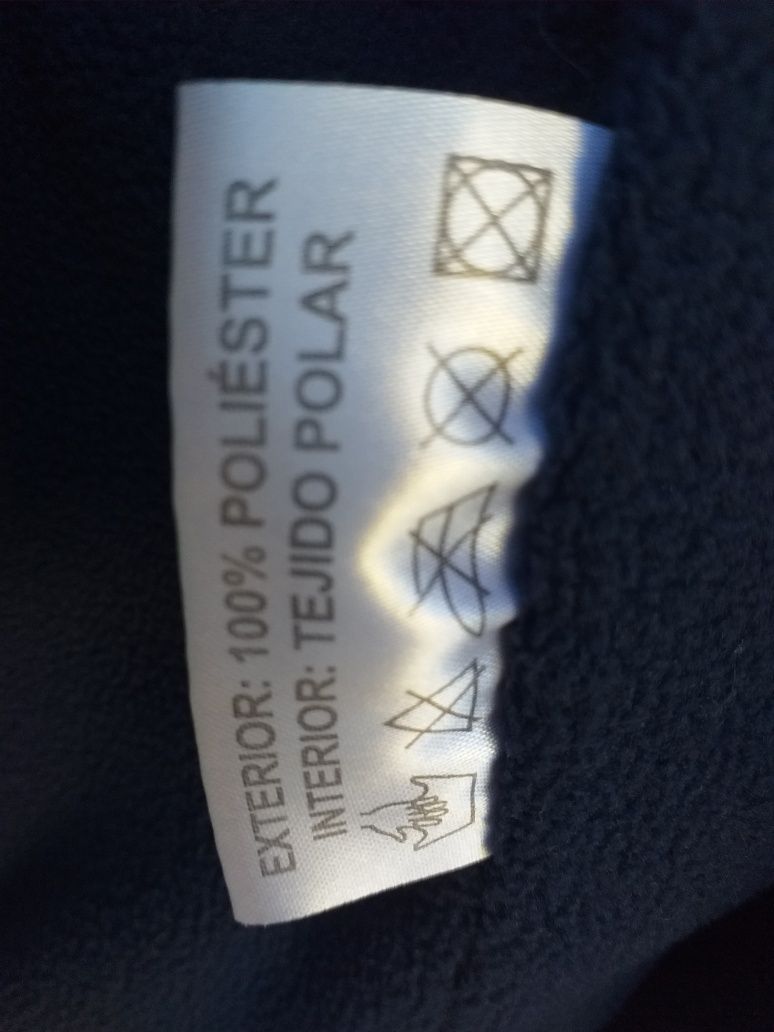 EXTERIOR: 100% POLIÉSTER
INTERIOR: TEJIDO POLAR